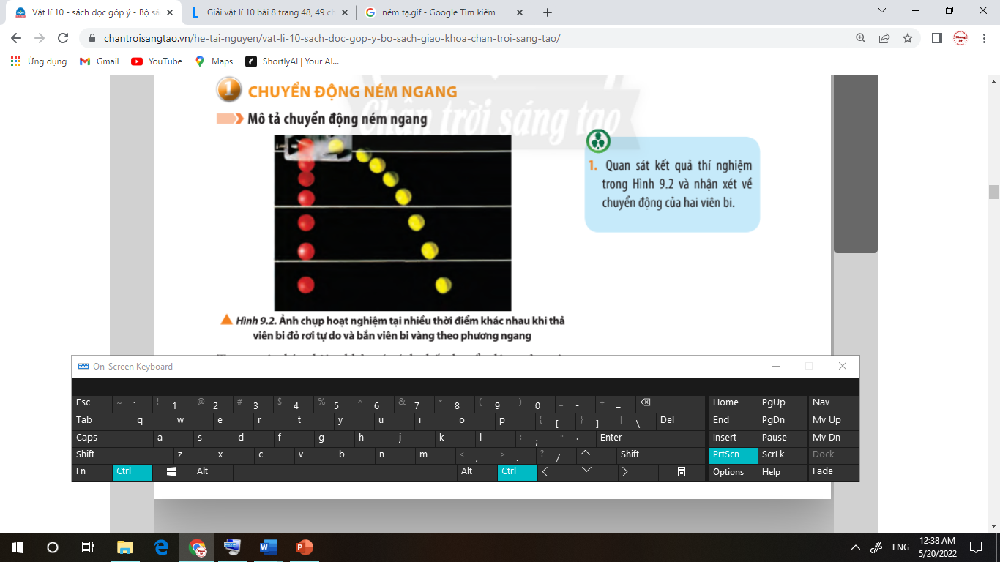 Vật lí 10 - sách đọc góp ý - Bộ sá
Giải vật lí 10 bài 8 trang 48, 49 ch
ném tạ.gif - Google Tìm kiếm
chantroisangtao.vn/he-tai-nguyen/vat-li-10-sach-doc-gop-y-bo-sach-giao-khoa-chan-troi-sang-tao/
Ứng dụng
Gmail
YouTube
Maps
ShortlyAI | Your AI...
1 CHUYỂN ĐỘNG NÉM NGANG
Mô tả chuyển động ném ngang
Chân trời sáng tạo
1. Quan sát kết quả thí nghiệm
trong Hình 9.2 và nhận xét về
chuyển động của hai viên bi.
Hình 9.2. Ảnh chụp hoạt nghiệm tại nhiều thời điểm khác nhau khi thả
viên bi đỏ rơi tự do và bắn viên bi vàng theo phương ngang
On-Screen Keyboard
Esc ~ ` ! 1 @ 2 # 3 $ 4 % 5 ^ 6 & 7 * 8 ( 9 ) 0 _ - + = Home PgUp Nav
Tab q w e r t y u i o p { [ } ] | \ Del End PgDn Mv Up
Caps a s d f g h j k l : ; " ' Enter Insert Pause Mv Dn
Shift z x c v b n m < , > . ? / Shift PrtScn ScrLk Dock
Fn Ctrl Alt Alt Ctrl Options Help Fade
ENG
12:38 AM
5/20/2022